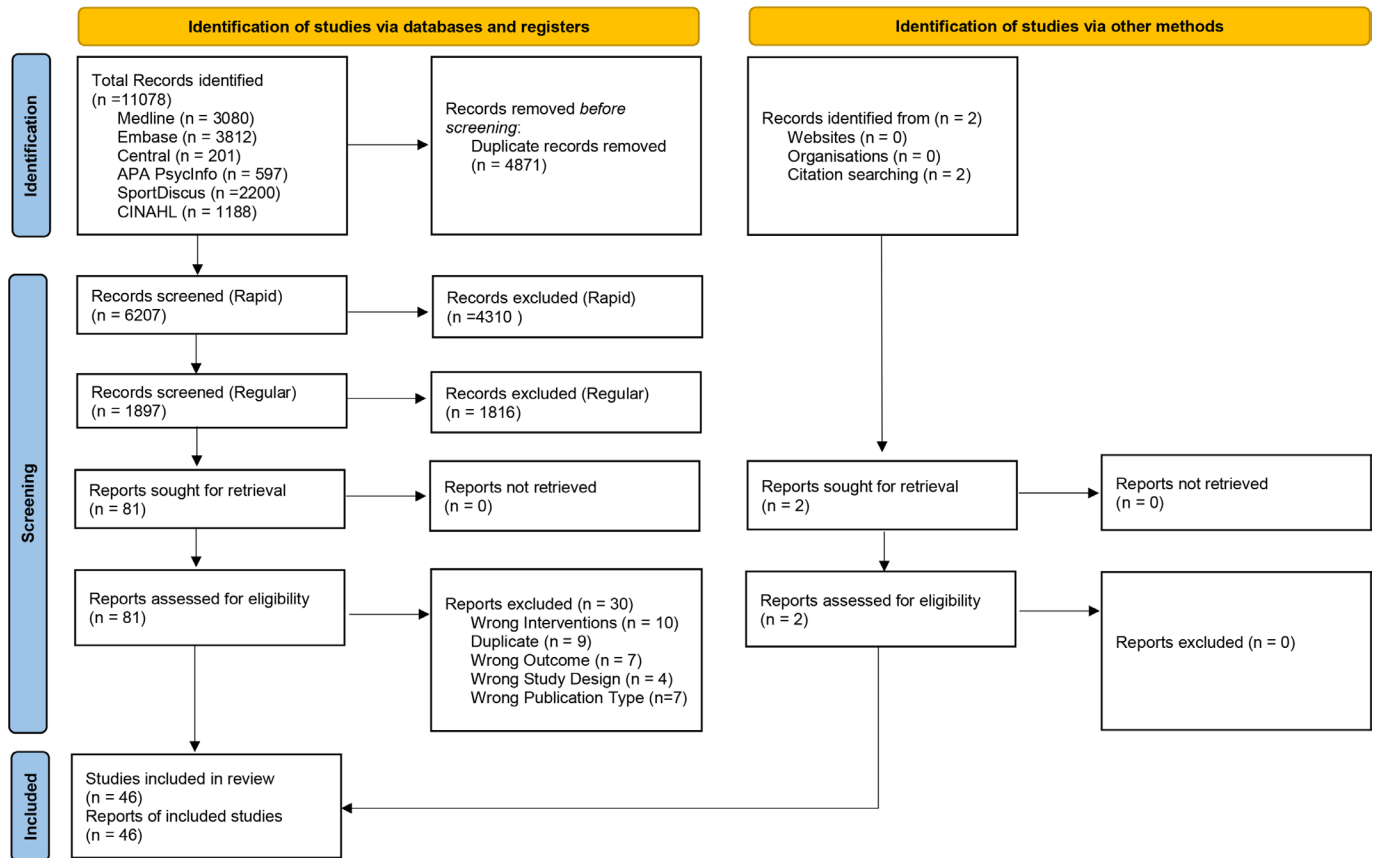 Identification of studies via databases and registers
Identification of studies via other methods
Identification
Total Records identified
(n =11078)
Medline (n = 3080)
Embase (n = 3812)
Central (n = 201)
APA PsycInfo (n = 597)
SportDiscus (n =2200)
CINAHL (n = 1188)
Records removed before
screening:
Duplicate records removed
(n = 4871)
Records identified from (n = 2)
Websites (n = 0)
Organisations (n = 0)
Citation searching (n = 2)
Screening
Records screened (Rapid)
(n = 6207)
Records excluded (Rapid)
(n =4310 )
Records screened (Regular)
(n = 1897)
Records excluded (Regular)
(n = 1816)
Reports sought for retrieval
(n = 81)
Reports not retrieved
(n = 0)
Reports sought for retrieval
(n = 2)
Reports not retrieved
(n = 0)
Reports assessed for eligibility
(n = 81)
Reports excluded (n = 30)
Wrong Interventions (n = 10)
Duplicate (n = 9)
Wrong Outcome (n = 7)
Wrong Study Design (n = 4)
Wrong Publication Type (n=7)
Reports assessed for eligibility
(n = 2)
Reports excluded (n = 0)
Included
Studies included in review
(n = 46)
Reports of included studies
(n = 46)